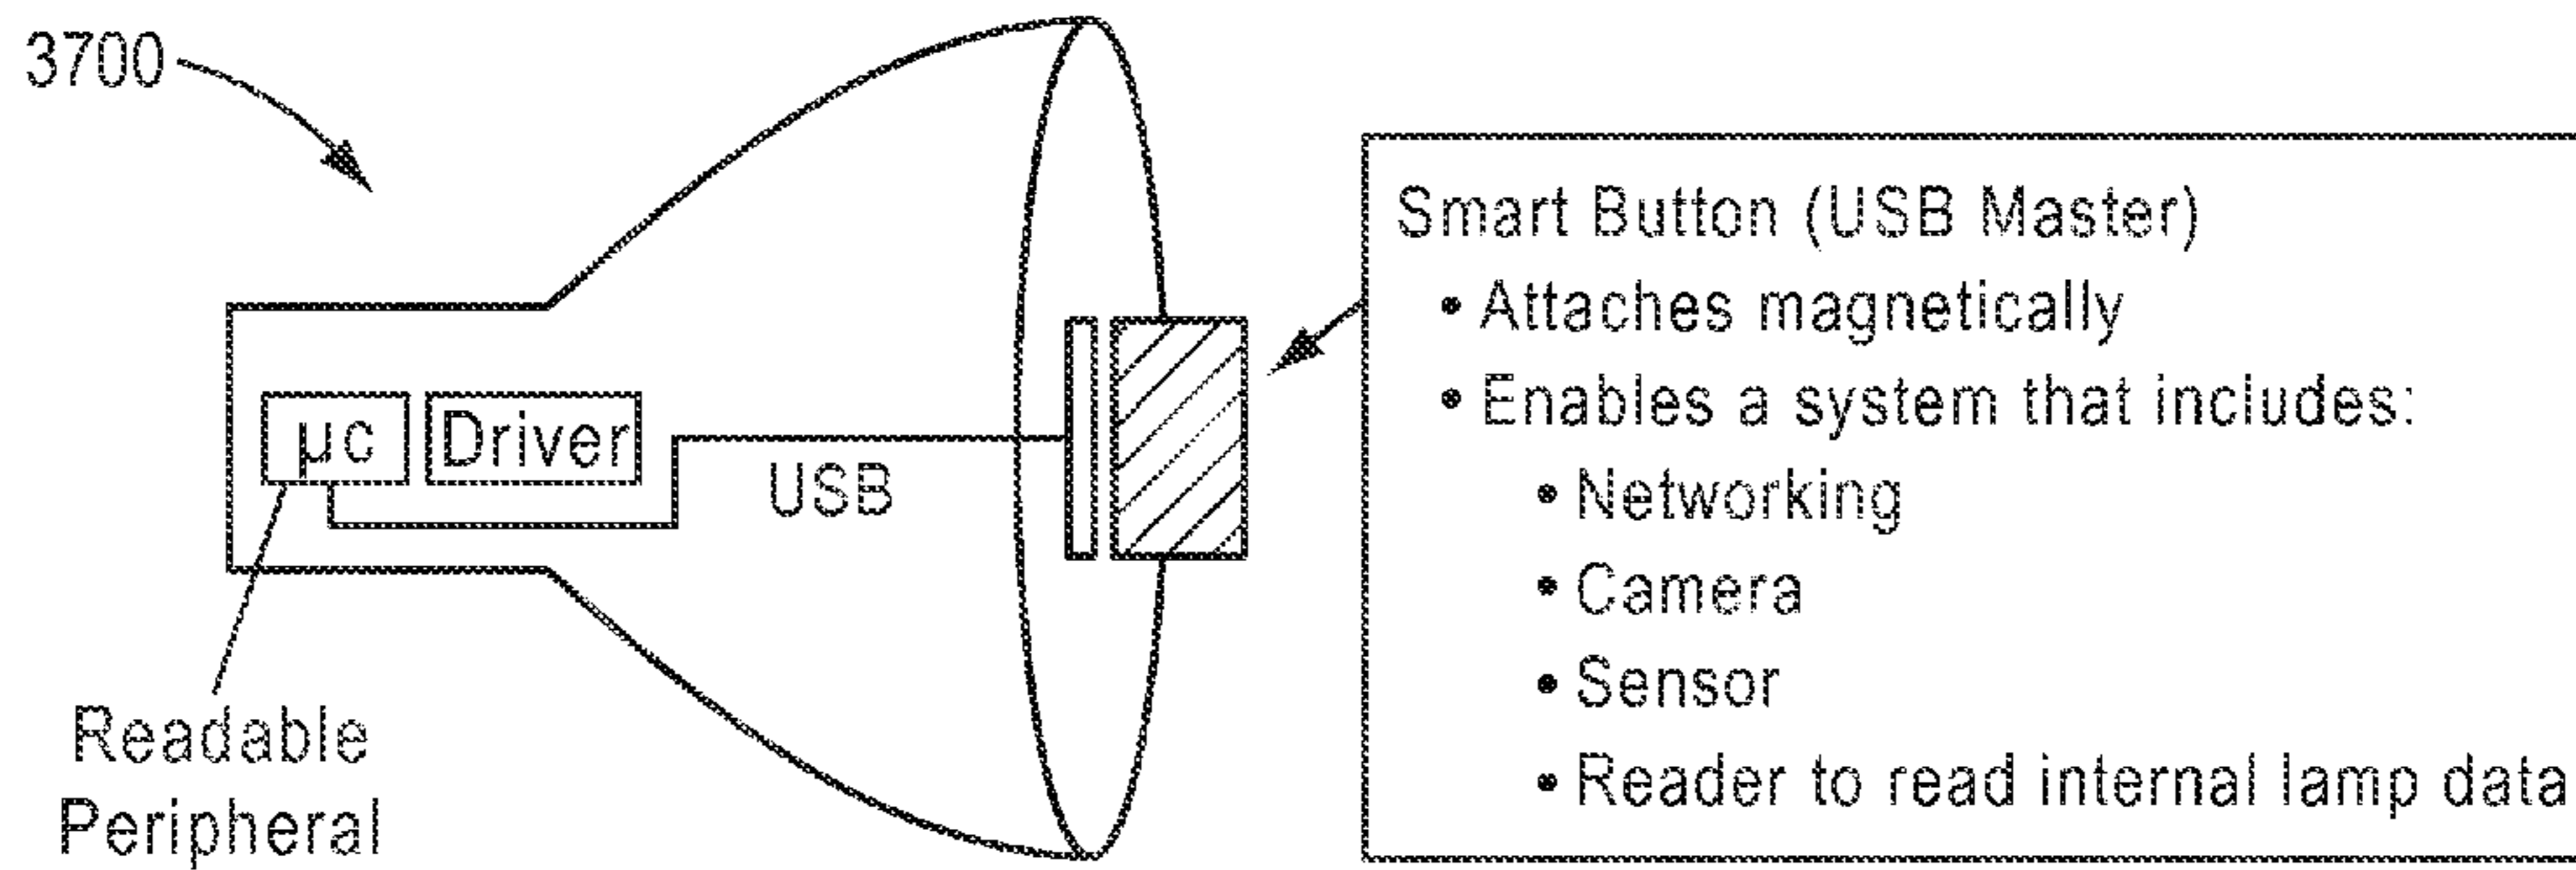 3700
Smart Button (USB Master)
• Attaches magnetically
• Enables a system that includes:
• Networking
• Camera
• Sensor
• Reader to read internal lamp data
µc
Driver
USB
Readable
Peripheral